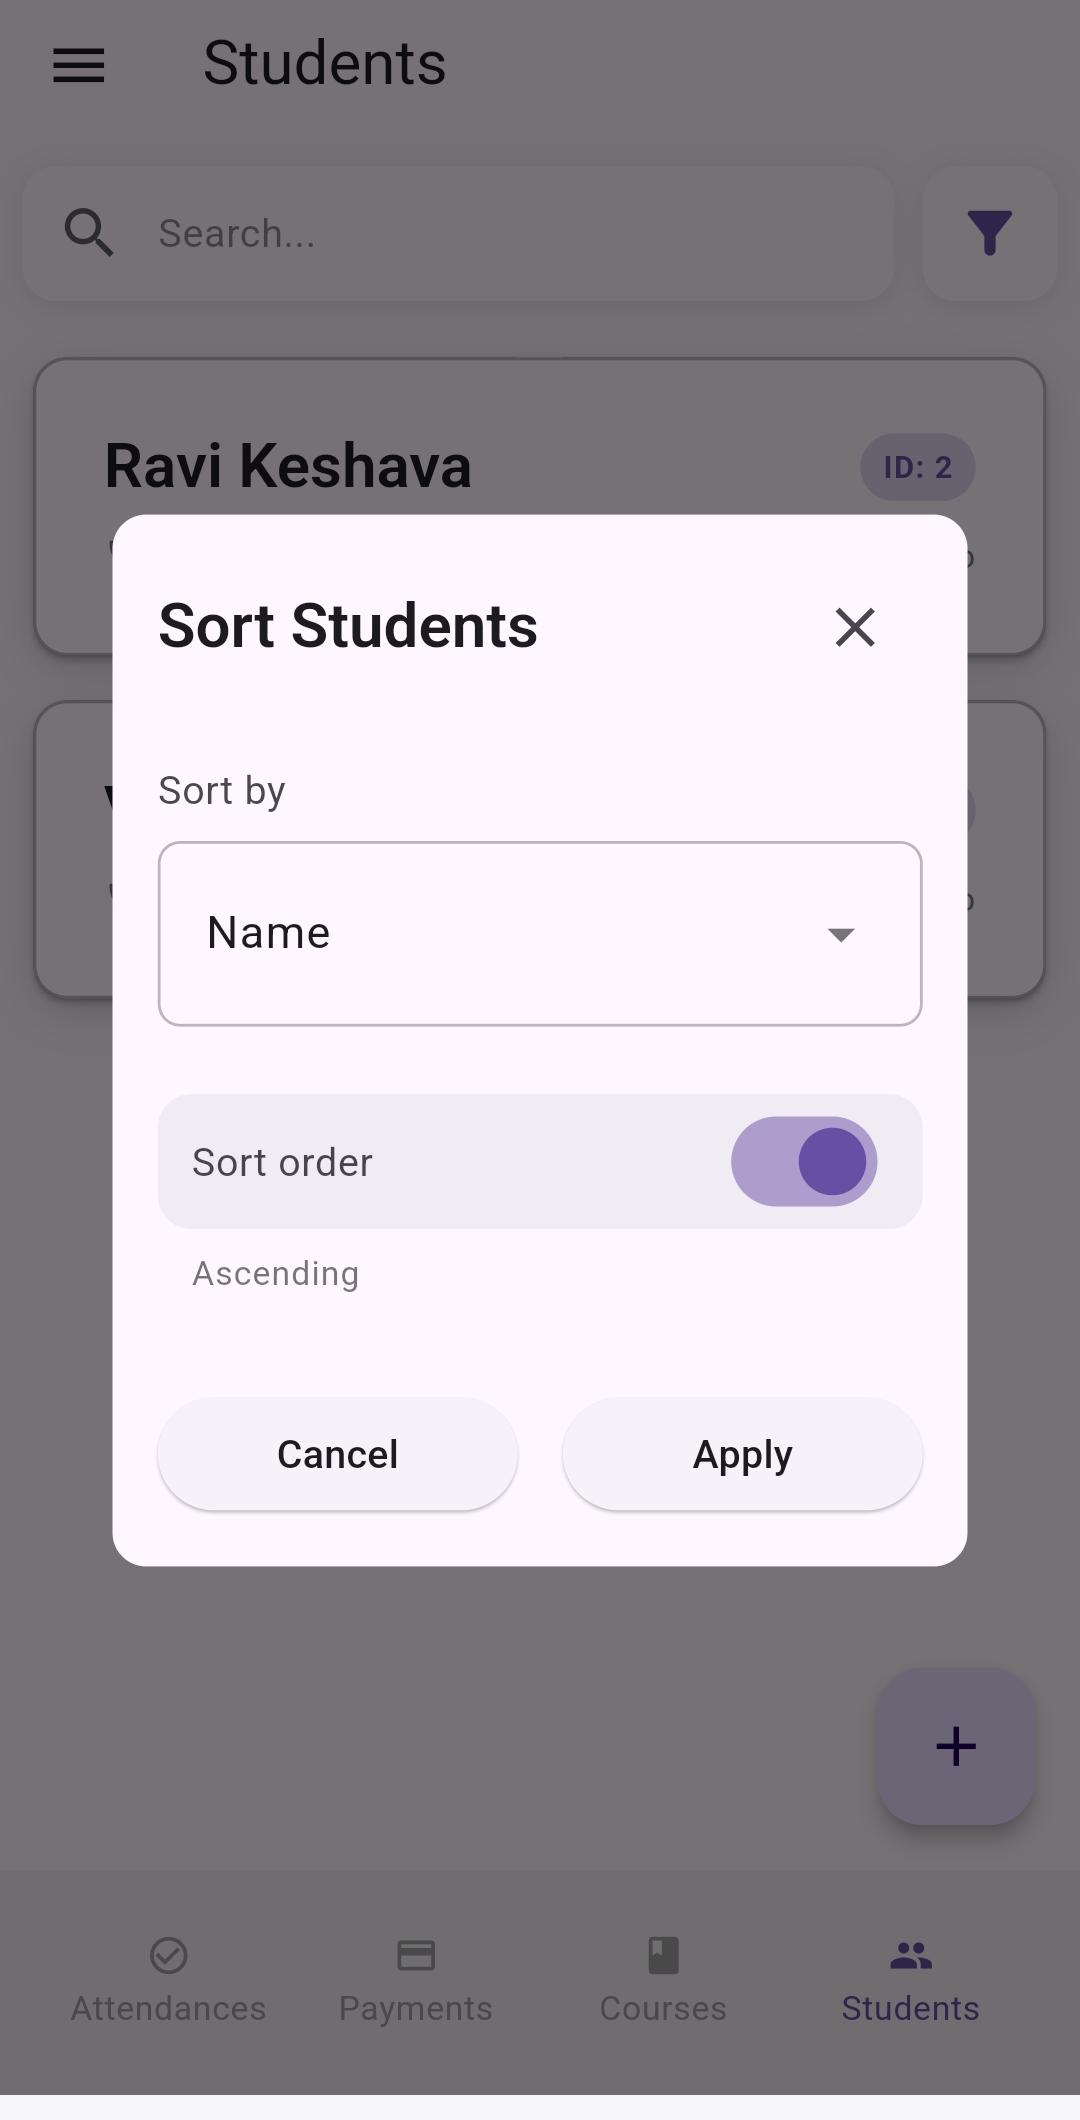 Students
Search...
Ravi Keshava
ID: 2
Sort Students
Sort by
Name
Sort order
Ascending
Cancel
Apply
Attendances
Payments
Courses
Students